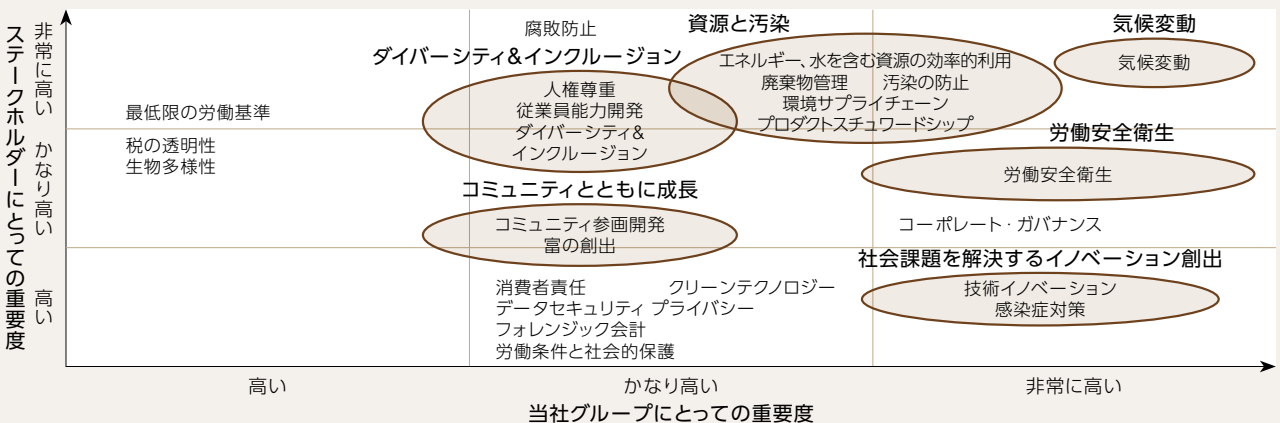 ステークホルダーにとっての重要度
非常に高い
かなり高い
高い
腐敗防止
資源と汚染
気候変動
ダイバーシティ&インクルージョン
エネルギー、水を含む資源の効率的利用
廃棄物管理 汚染の防止
環境サプライチェーン
プロダクトスチュワードシップ
気候変動
人権尊重
従業員能力開発
ダイバーシティ&
インクルージョン
最低限の労働基準
税の透明性
生物多様性
労働安全衛生
労働安全衛生
コミュニティとともに成長
コミュニティ参画開発
富の創出
コーポレート・ガバナンス
社会課題を解決するイノベーション創出
技術イノベーション
感染症対策
消費者責任 クリーンテクノロジー
データセキュリティ プライバシー
フォレンジック会計
労働条件と社会的保護
高い
かなり高い
非常に高い
当社グループにとっての重要度